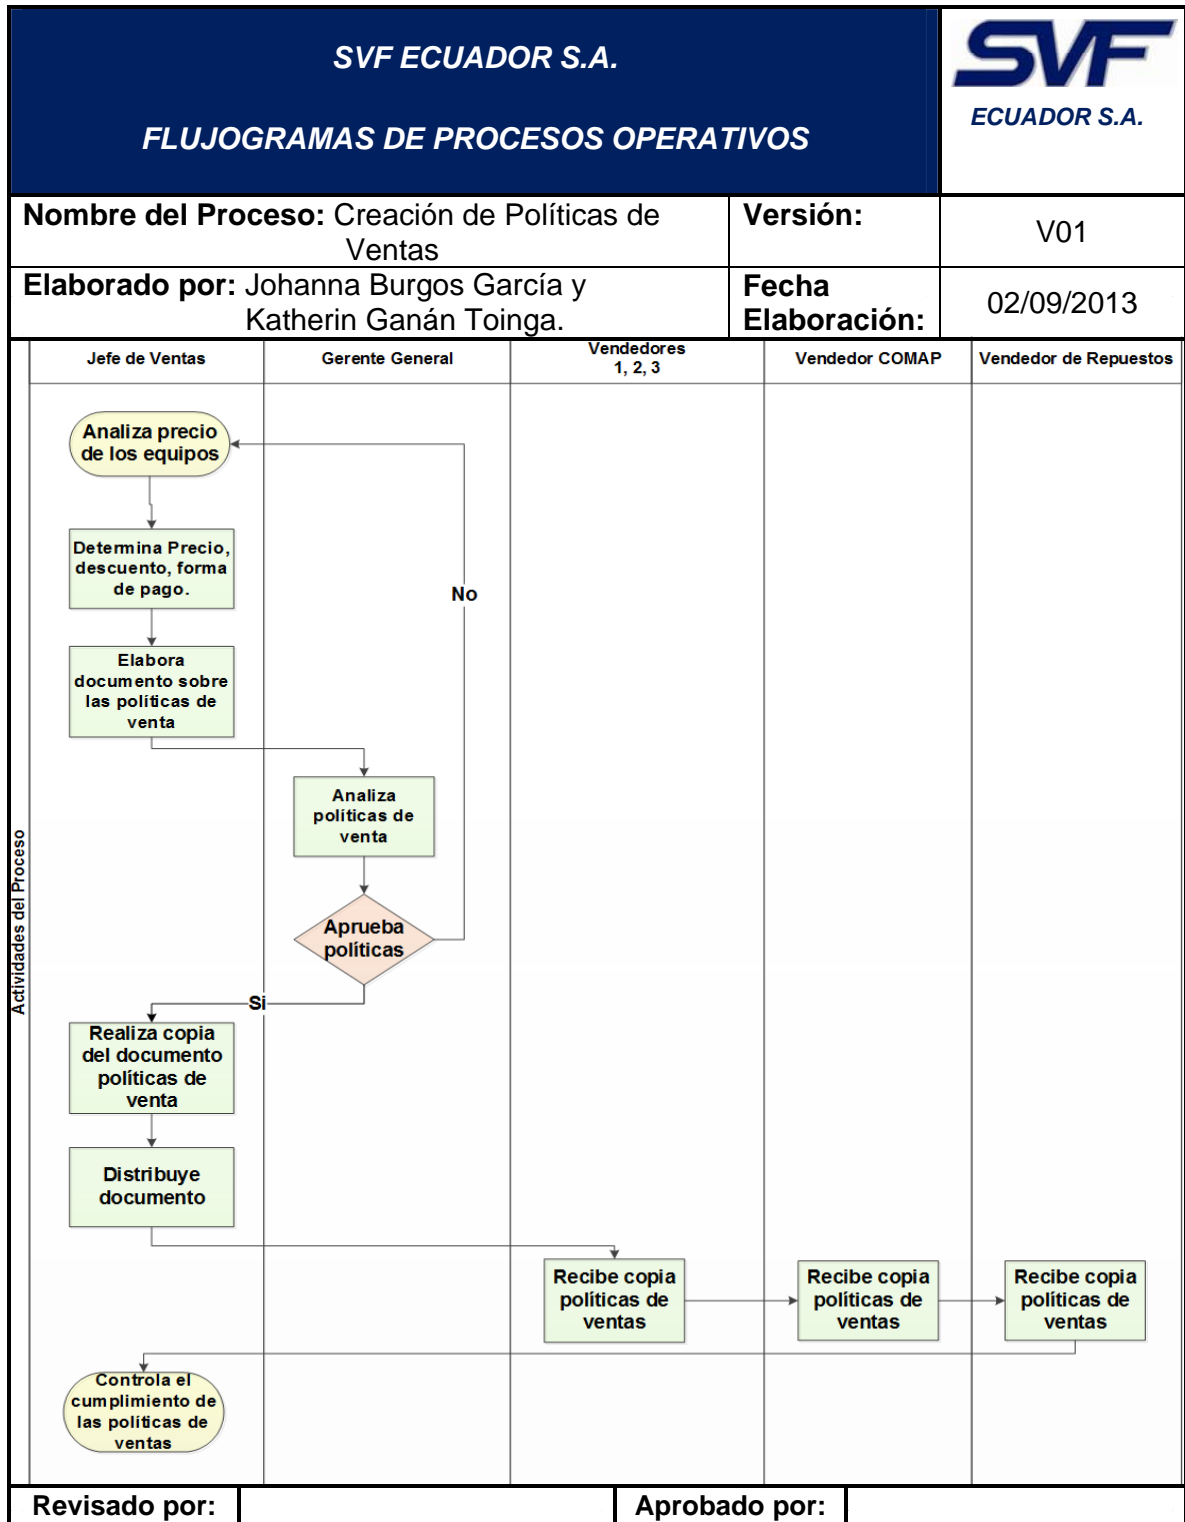 SVF ECUADOR S.A.
FLUJOGRAMAS DE PROCESOS OPERATIVOS
SVF
ECUADOR S.A.
Nombre del Proceso: Creación de Políticas de
Ventas
Versión:
V01
Elaborado por: Johanna Burgos García y
Katherin Ganán Toinga.
Fecha
Elaboración:
02/09/2013
Jefe de Ventas
Gerente General
Vendedores
1, 2, 3
Vendedor COMAP
Vendedor de Repuestos
Actividades del Proceso
Analiza precio
de los equipos
Determina Precio,
descuento, forma
de pago.
No
Elabora
documento sobre
las políticas de
venta
Analiza
políticas de
venta
Aprueba
políticas
Si
Realiza copia
del documento
políticas de
venta
Distribuye
documento
Recibe copia
políticas de
ventas
Recibe copia
políticas de
ventas
Recibe copia
políticas de
ventas
Controla el
cumplimiento de
las políticas de
ventas
Revisado por:
Aprobado por: